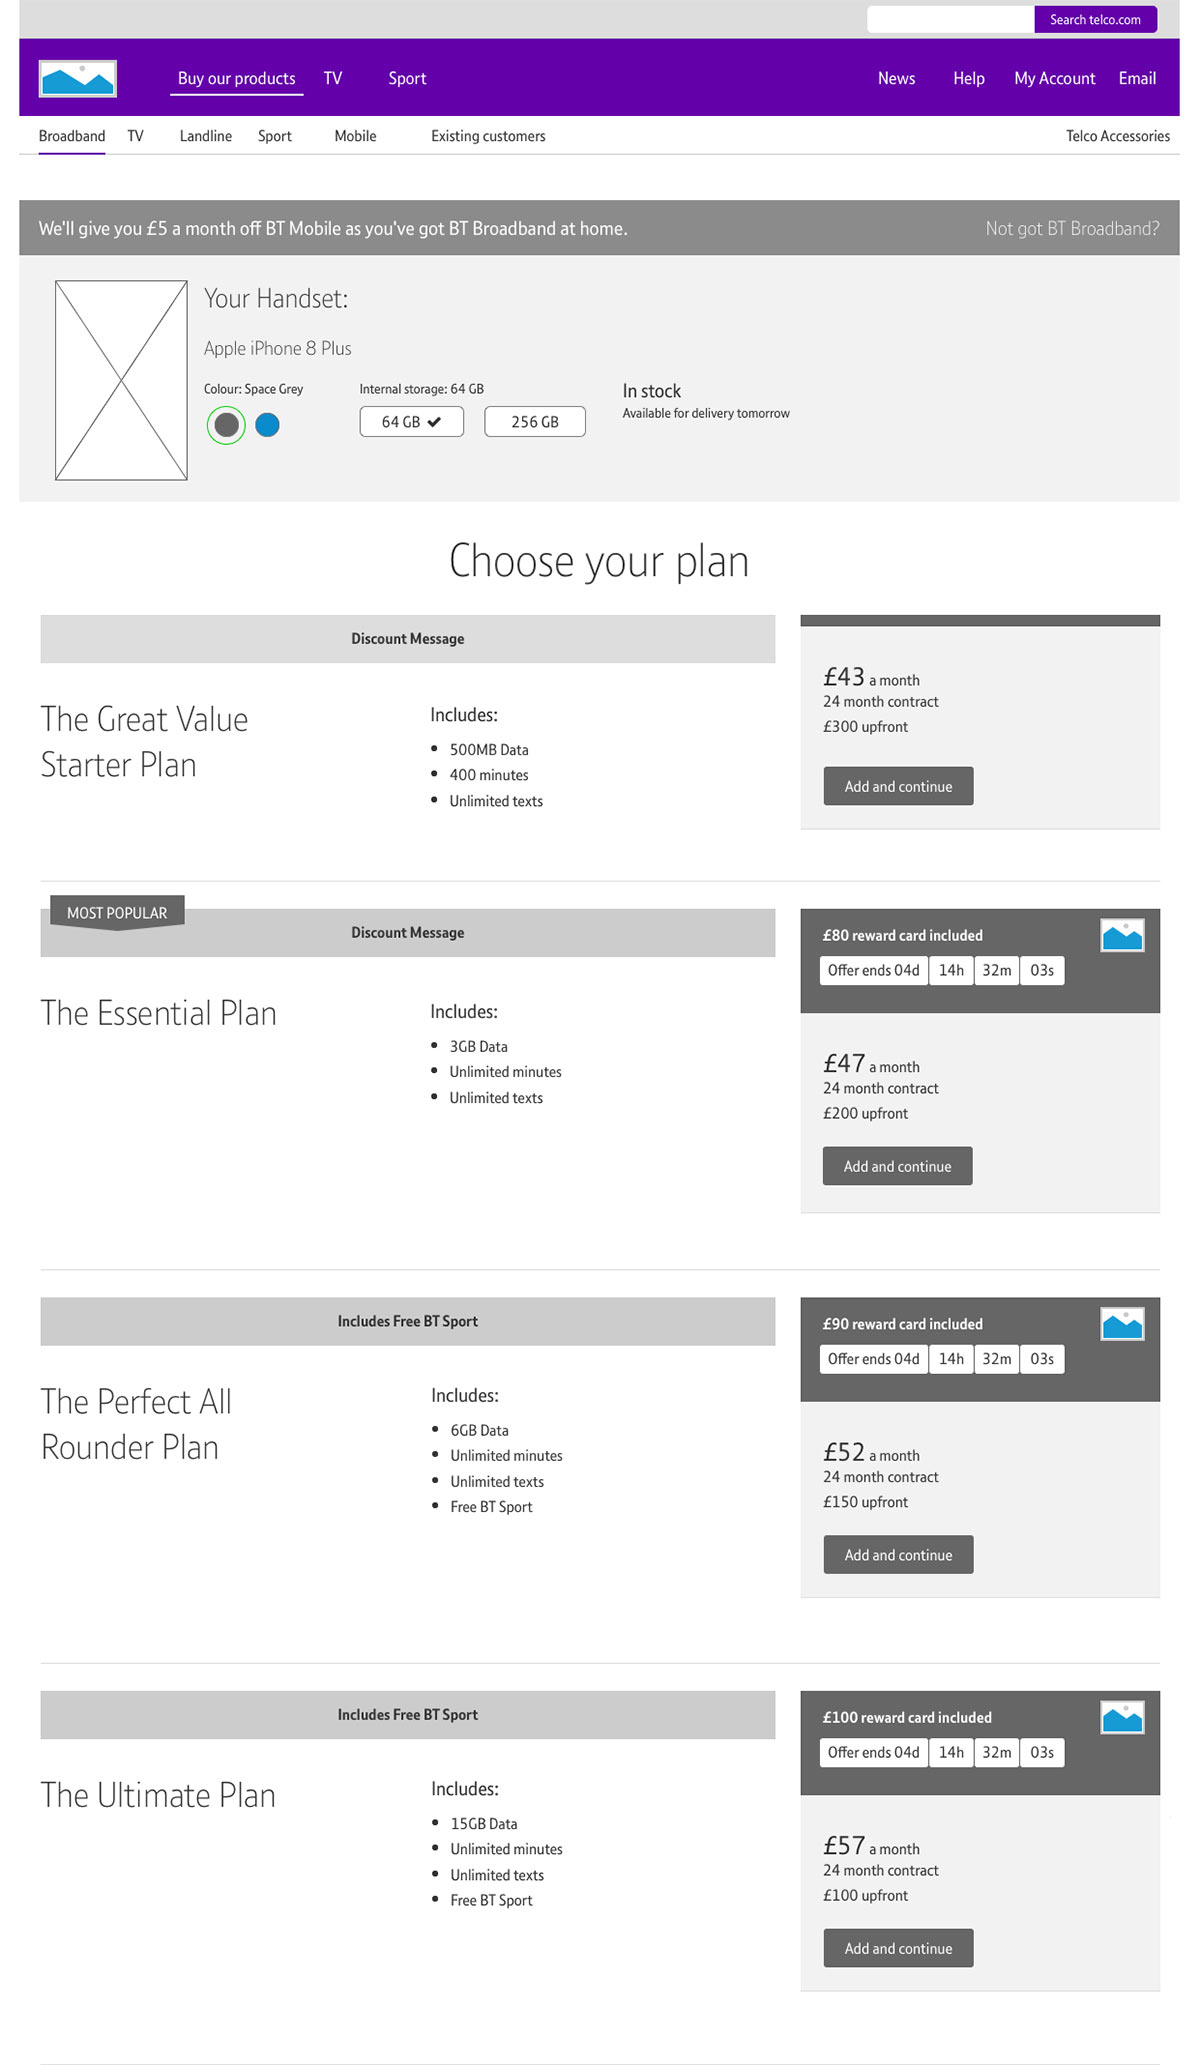 Search telco.com
Buy our products TV Sport News Help My Account Email
Broadband TV Landline Sport Mobile Existing customers Telco Accessories
We'll give you £5 a month off BT Mobile as you've got BT Broadband at home. Not got BT Broadband?
Your Handset:
Apple iPhone 8 Plus
Colour: Space Grey Internal storage: 64 GB In stock
64 GB 256 GB Available for delivery tomorrow
Choose your plan
Discount Message
The Great Value
Starter Plan
Includes:
500MB Data
400 minutes
Unlimited texts
£43 a month
24 month contract
£300 upfront
Add and continue
MOST POPULAR
Discount Message
The Essential Plan
Includes:
3GB Data
Unlimited minutes
Unlimited texts
£80 reward card included
Offer ends 04d 14h 32m 03s
£47 a month
24 month contract
£200 upfront
Add and continue
Includes Free BT Sport
The Perfect All
Rounder Plan
Includes:
6GB Data
Unlimited minutes
Unlimited texts
Free BT Sport
£90 reward card included
Offer ends 04d 14h 32m 03s
£52 a month
24 month contract
£150 upfront
Add and continue
Includes Free BT Sport
The Ultimate Plan
Includes:
15GB Data
Unlimited minutes
Unlimited texts
Free BT Sport
£100 reward card included
Offer ends 04d 14h 32m 03s
£57 a month
24 month contract
£100 upfront
Add and continue